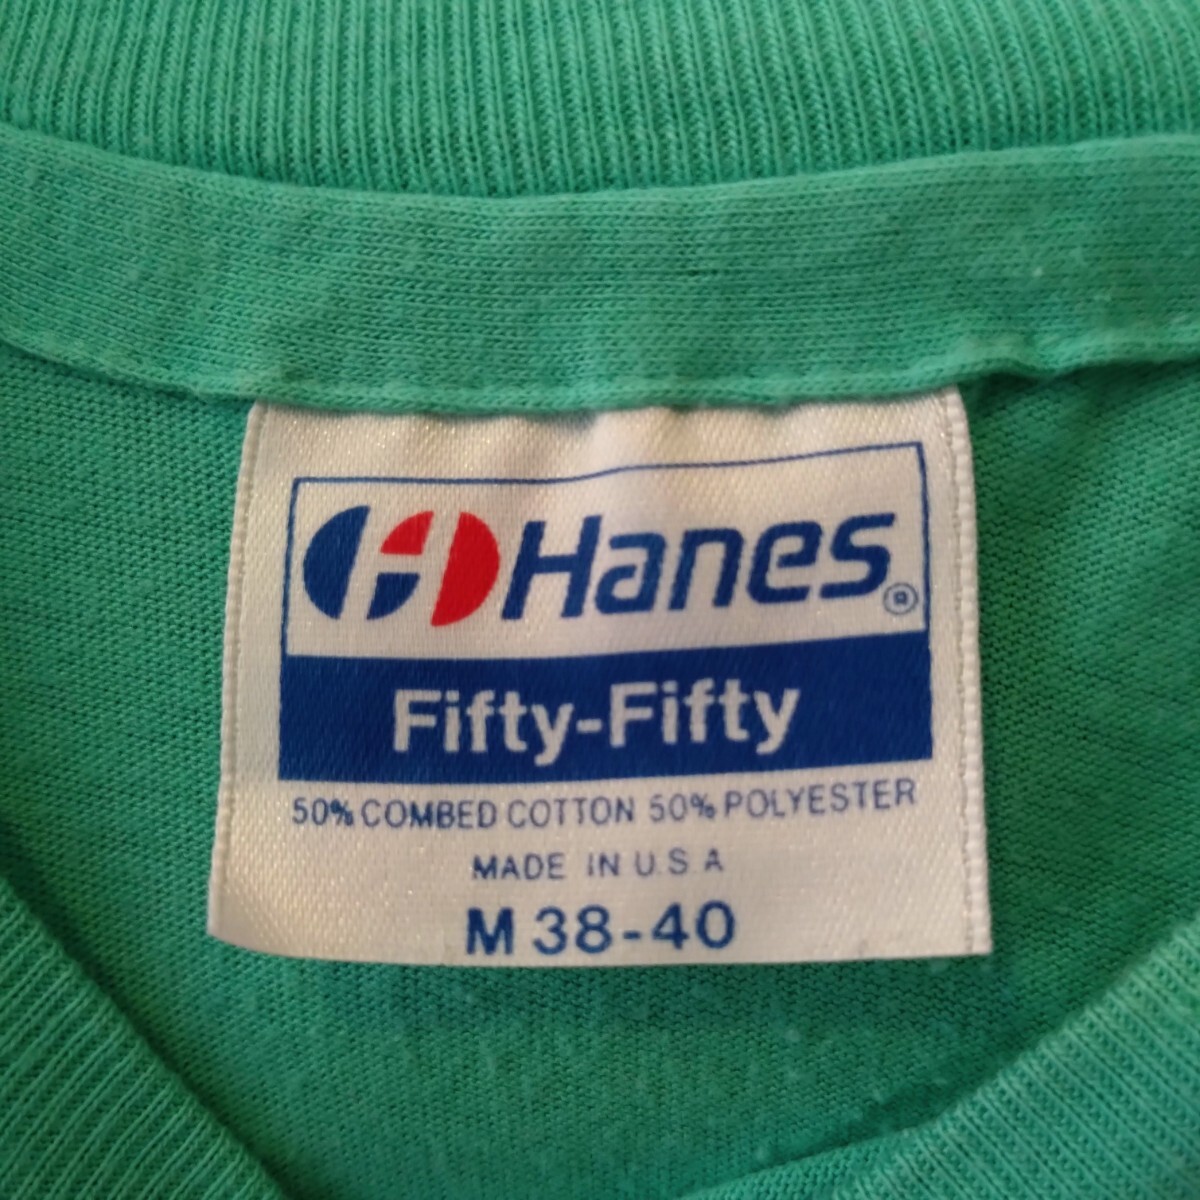 Hanes ®
Fifty-Fifty
50% COMBED COTTON 50% POLYESTER
MADE IN U.S.A
M 38-40